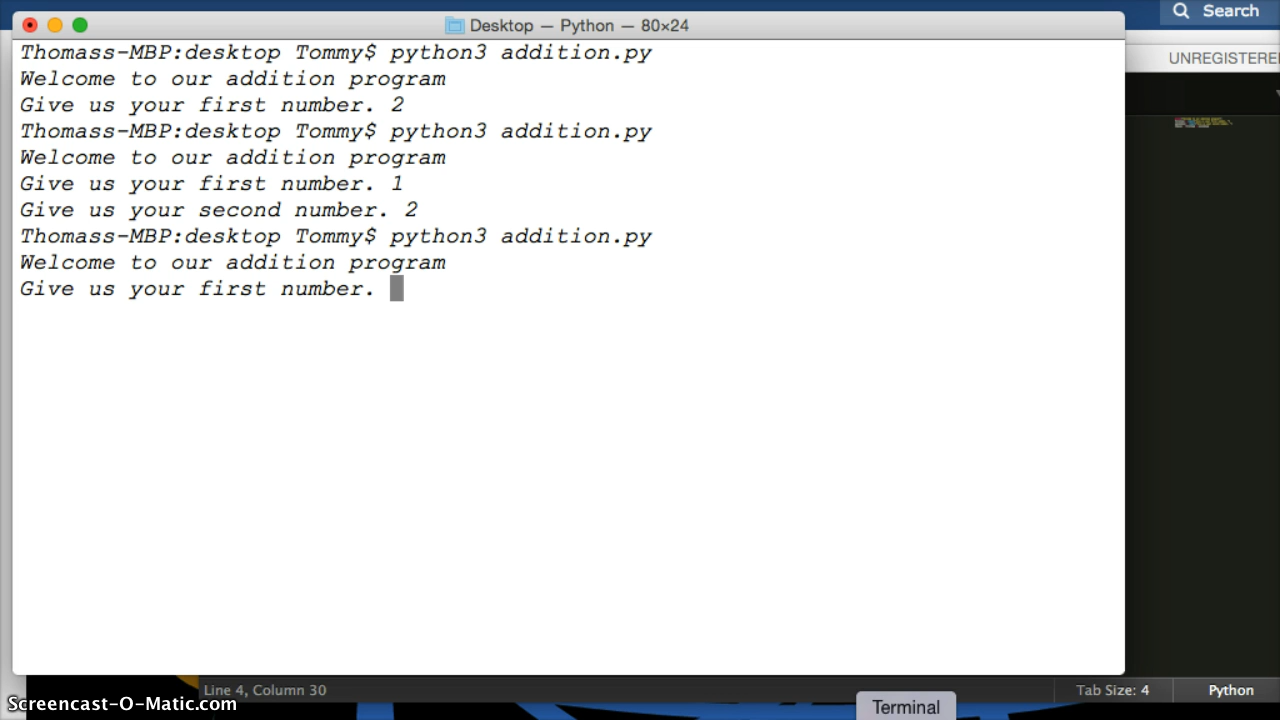 Search
Desktop — Python — 80×24
Thomass-MBP:desktop Tommy$ python3 addition.py
Welcome to our addition program
Give us your first number. 2
Thomass-MBP:desktop Tommy$ python3 addition.py
Welcome to our addition program
Give us your first number. 1
Give us your second number. 2
Thomass-MBP:desktop Tommy$ python3 addition.py
Welcome to our addition program
Give us your first number.
UNREGISTERE
Line 4, Column 30
Tab Size: 4
Python
Screencast-O-Matic.com
Terminal